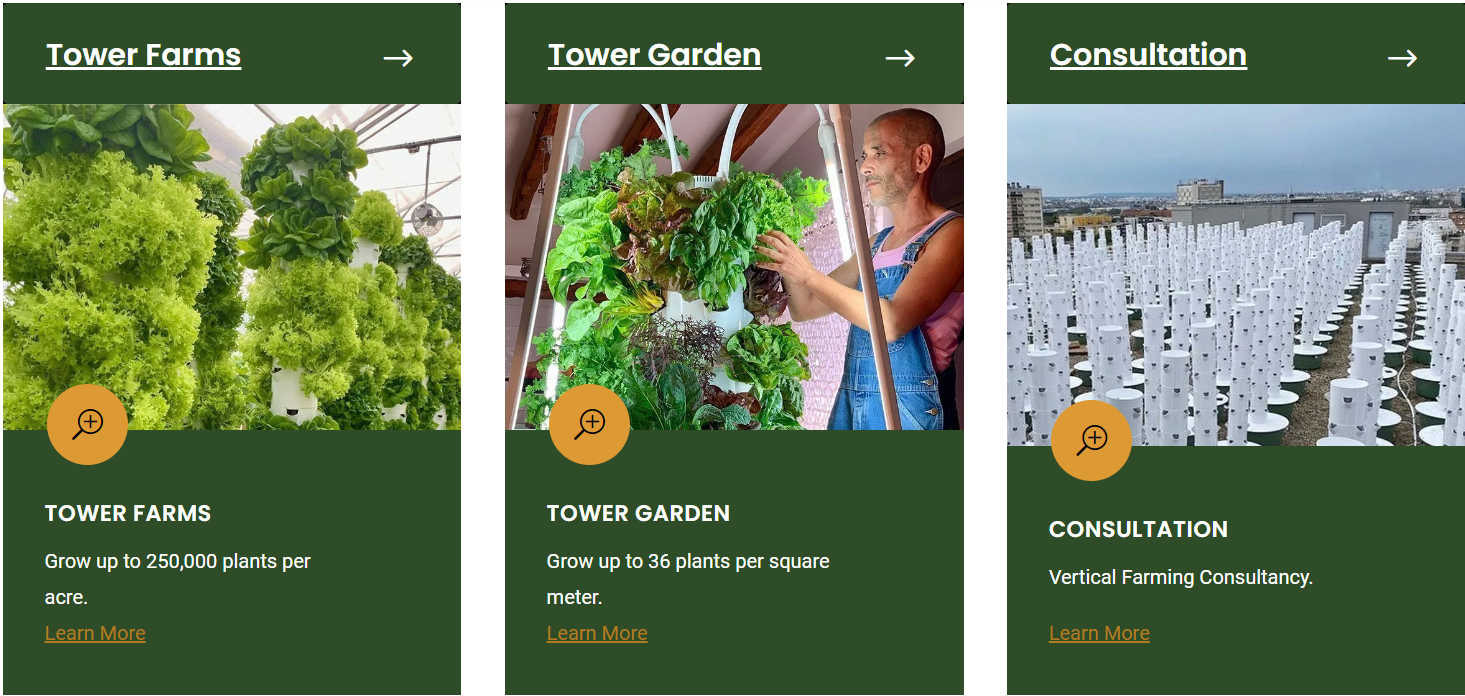 Tower Farms
TOWER FARMS
Grow up to 250,000 plants per
acre.
Learn More
Tower Garden
TOWER GARDEN
Grow up to 36 plants per square
meter.
Learn More
Consultation
CONSULTATION
Vertical Farming Consultancy.
Learn More